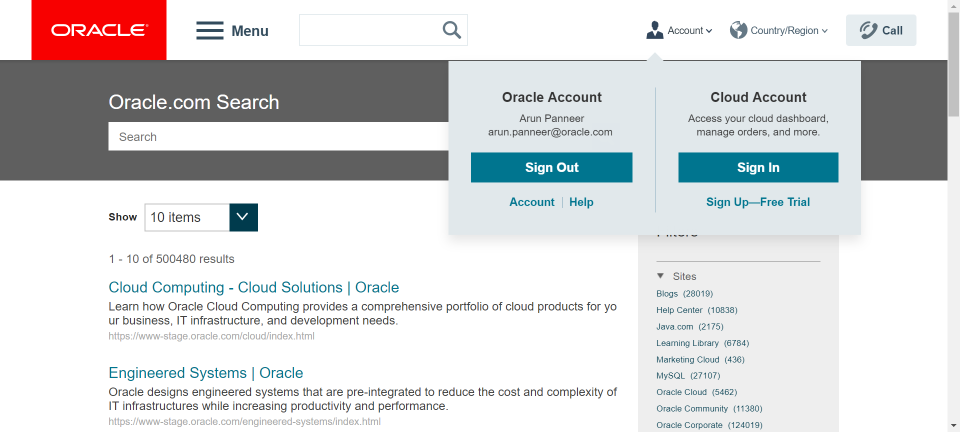 ORACLE
Menu
Account
Country/Region
Call
Oracle.com Search
Search
Oracle Account
Arun Panneer
arun.panneer@oracle.com
Sign Out
Account | Help
Cloud Account
Access your cloud dashboard,
manage orders, and more.
Sign In
Sign Up—Free Trial
Show
10 items
1 - 10 of 500480 results
Cloud Computing - Cloud Solutions | Oracle
Learn how Oracle Cloud Computing provides a comprehensive portfolio of cloud products for yo
ur business, IT infrastructure, and development needs.
https://www-stage.oracle.com/cloud/index.html
Engineered Systems | Oracle
Oracle designs engineered systems that are pre-integrated to reduce the cost and complexity of
IT infrastructures while increasing productivity and performance.
https://www-stage.oracle.com/engineered-systems/index.html
Filters
Sites
Blogs (28019)
Help Center (10838)
Java.com (2175)
Learning Library (6784)
Marketing Cloud (436)
MySQL (27107)
Oracle Cloud (5462)
Oracle Community (11380)
Oracle Corporate (124019)